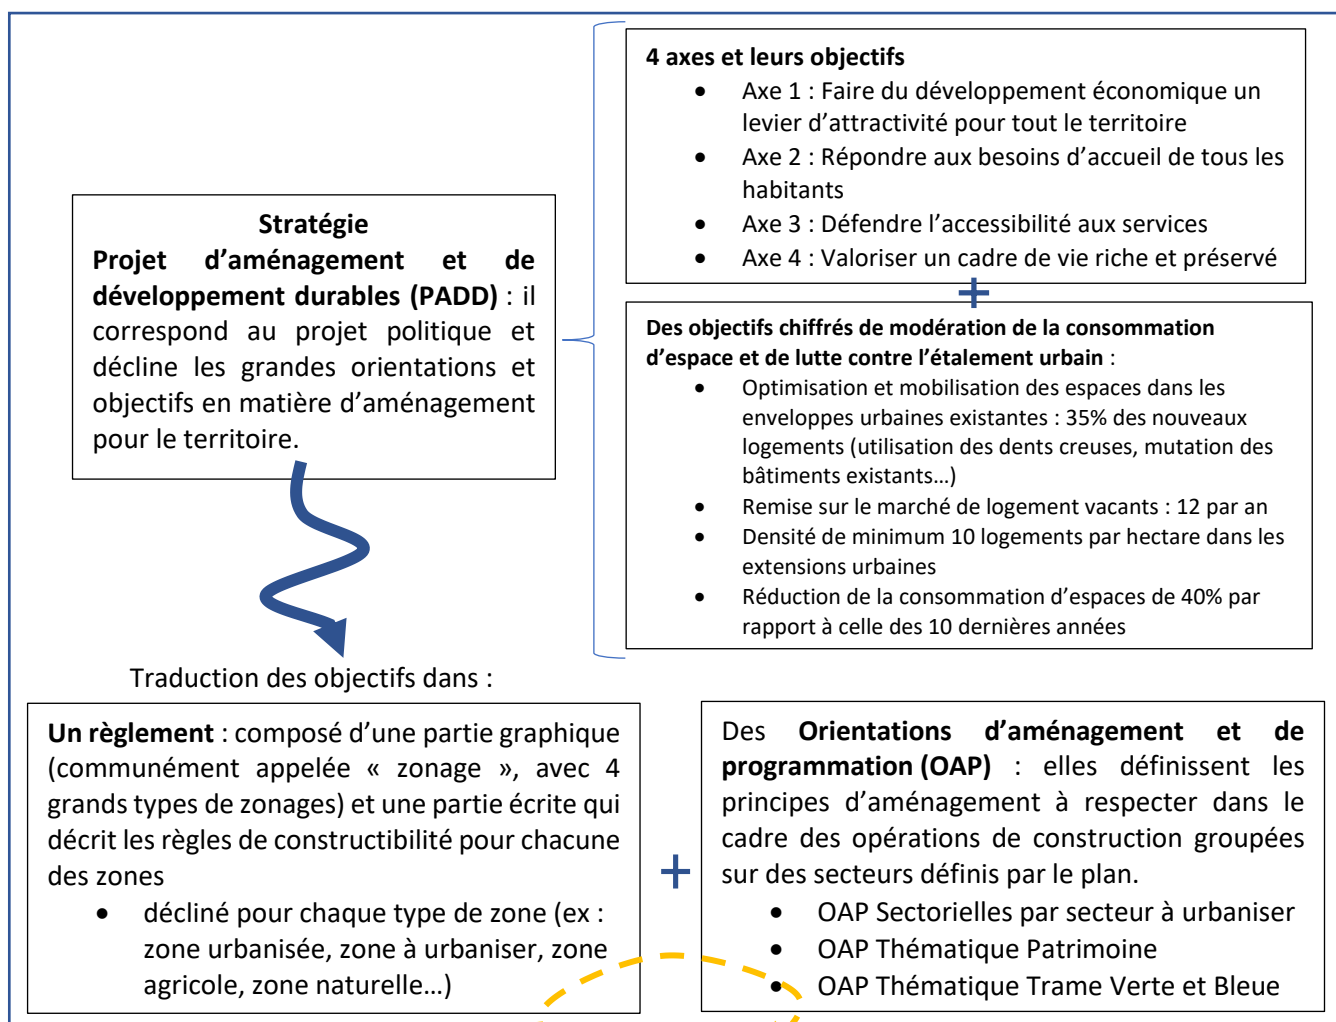 4 axes et leurs objectifs
• Axe 1 : Faire du développement économique un
levier d’attractivité pour tout le territoire
• Axe 2 : Répondre aux besoins d’accueil de tous les
habitants
• Axe 3 : Défendre l’accessibilité aux services
• Axe 4 : Valoriser un cadre de vie riche et préservé
+
Des objectifs chiffrés de modération de la consommation
d’espace et de lutte contre l’étalement urbain :
• Optimisation et mobilisation des espaces dans les
enveloppes urbaines existantes : 35% des nouveaux
logements (utilisation des dents creuses, mutation des
bâtiments existants…)
• Remise sur le marché de logement vacants : 12 par an
• Densité de minimum 10 logements par hectare dans les
extensions urbaines
• Réduction de la consommation d’espaces de 40% par
rapport à celle des 10 dernières années
Stratégie
Projet d’aménagement et de
développement durables (PADD) : il
correspond au projet politique et
décline les grandes orientations et
objectifs en matière d’aménagement
pour le territoire.
Traduction des objectifs dans :
Un règlement : composé d’une partie graphique
(communément appelée « zonage », avec 4
grands types de zonages) et une partie écrite qui
décrit les règles de constructibilité pour chacune
des zones
• décliné pour chaque type de zone (ex :
zone urbanisée, zone à urbaniser, zone
agricole, zone naturelle…)
+
Des Orientations d’aménagement et de
programmation (OAP) : elles définissent les
principes d’aménagement à respecter dans le
cadre des opérations de construction groupées
sur des secteurs définis par le plan.
• OAP Sectorielles par secteur à urbaniser
• OAP Thématique Patrimoine
• OAP Thématique Trame Verte et Bleue